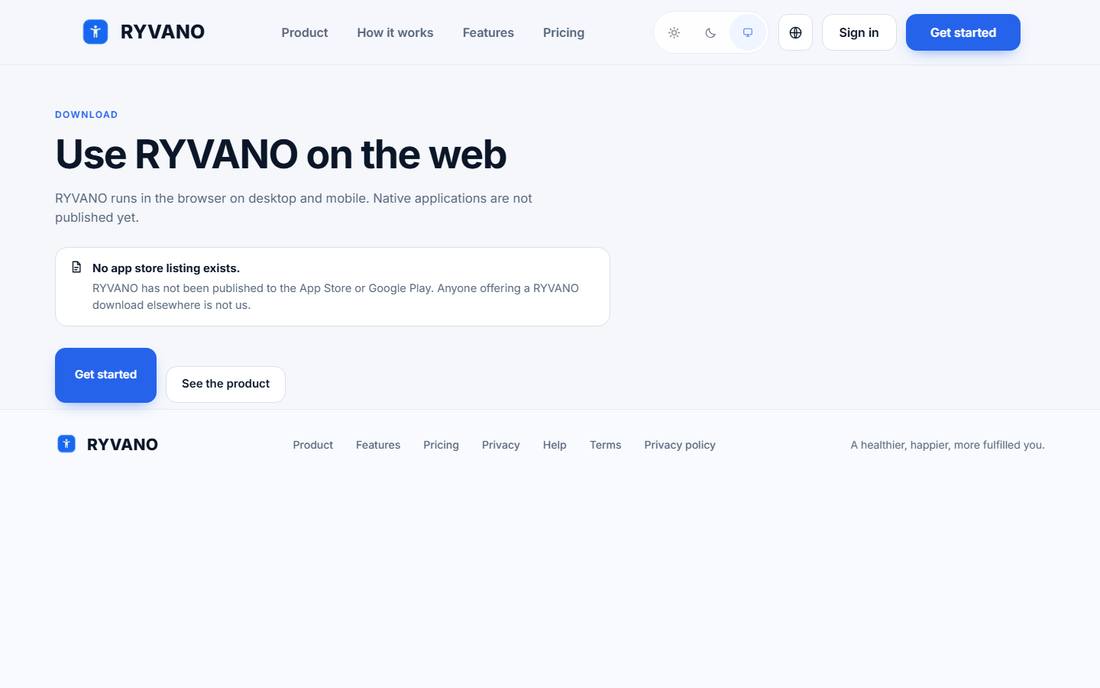 RYVANO
Product How it works Features Pricing
Sign in
Get started
DOWNLOAD
Use RYVANO on the web
RYVANO runs in the browser on desktop and mobile. Native applications are not
published yet.
No app store listing exists.
RYVANO has not been published to the App Store or Google Play. Anyone offering a RYVANO
download elsewhere is not us.
Get started
See the product
RYVANO
Product Features Pricing Privacy Help Terms Privacy policy
A healthier, happier, more fulfilled you.